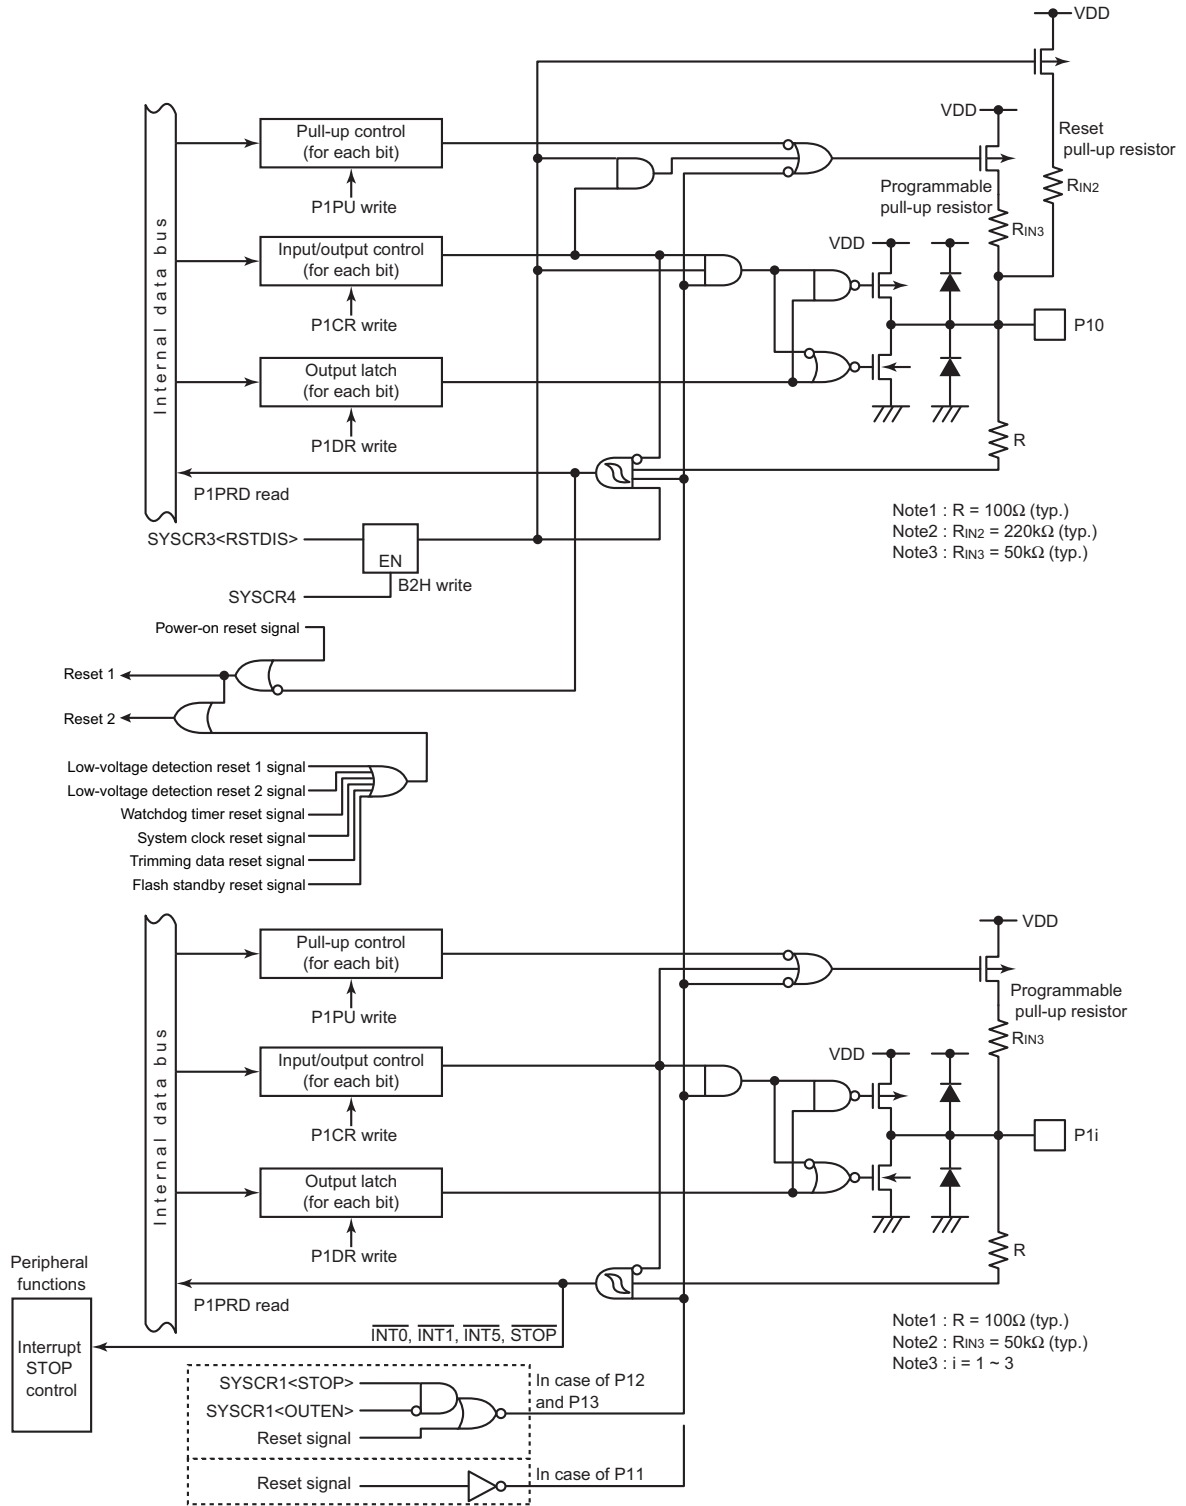 VDD
VDD
Reset
pull-up resistor
Pull-up control
(for each bit)
P1PU write
Programmable
pull-up resistor
RIN2
RIN3
Internal data bus
Input/output control
(for each bit)
P1CR write
VDD
P10
Output latch
(for each bit)
P1DR write
R
P1PRD read
Note1 : R = 100Ω (typ.)
Note2 : RIN2 = 220kΩ (typ.)
Note3 : RIN3 = 50kΩ (typ.)
SYSCR3<RSTDIS>
EN
B2H write
SYSCR4
Power-on reset signal
Reset 1
Reset 2
Low-voltage detection reset 1 signal
Low-voltage detection reset 2 signal
Watchdog timer reset signal
System clock reset signal
Trimming data reset signal
Flash standby reset signal
VDD
Pull-up control
(for each bit)
P1PU write
Programmable
pull-up resistor
RIN3
Internal data bus
Input/output control
(for each bit)
P1CR write
VDD
P1i
Output latch
(for each bit)
P1DR write
R
Peripheral
functions
P1PRD read
INT0, INT1, INT5, STOP
Interrupt
STOP
control
Note1 : R = 100Ω (typ.)
Note2 : RIN3 = 50kΩ (typ.)
Note3 : i = 1 ~ 3
SYSCR1<STOP>
SYSCR1<OUTEN>
Reset signal
In case of P12
and P13
Reset signal
In case of P11